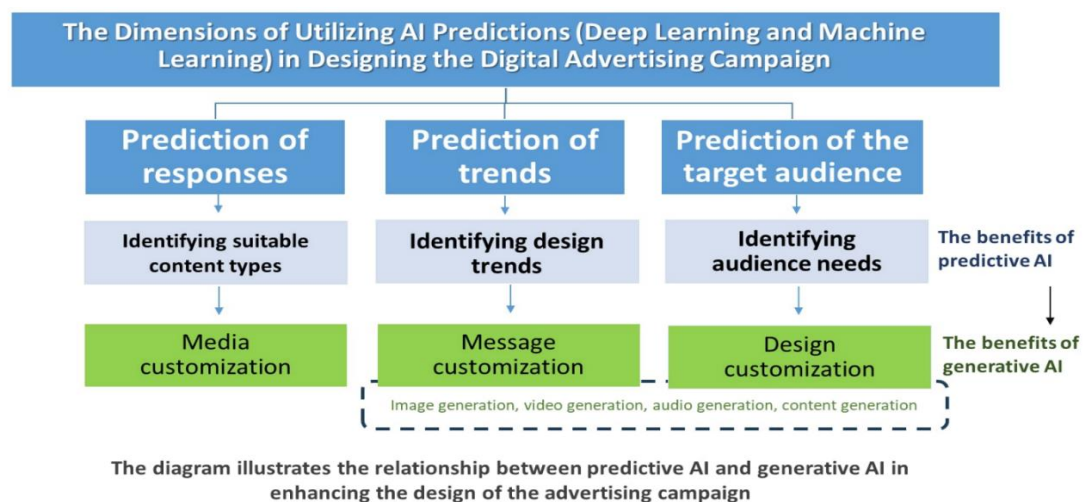 The Dimensions of Utilizing AI Predictions (Deep Learning and Machine
Learning) in Designing the Digital Advertising Campaign
Prediction of
responses
Prediction of
trends
Prediction of the
target audience
Identifying suitable
content types
Identifying design
trends
Identifying
audience needs
The benefits of
predictive AI
Media
customization
Message
customization
Design
customization
The benefits of
generative AI
Image generation, video generation, audio generation, content generation
The diagram illustrates the relationship between predictive AI and generative AI in
enhancing the design of the advertising campaign